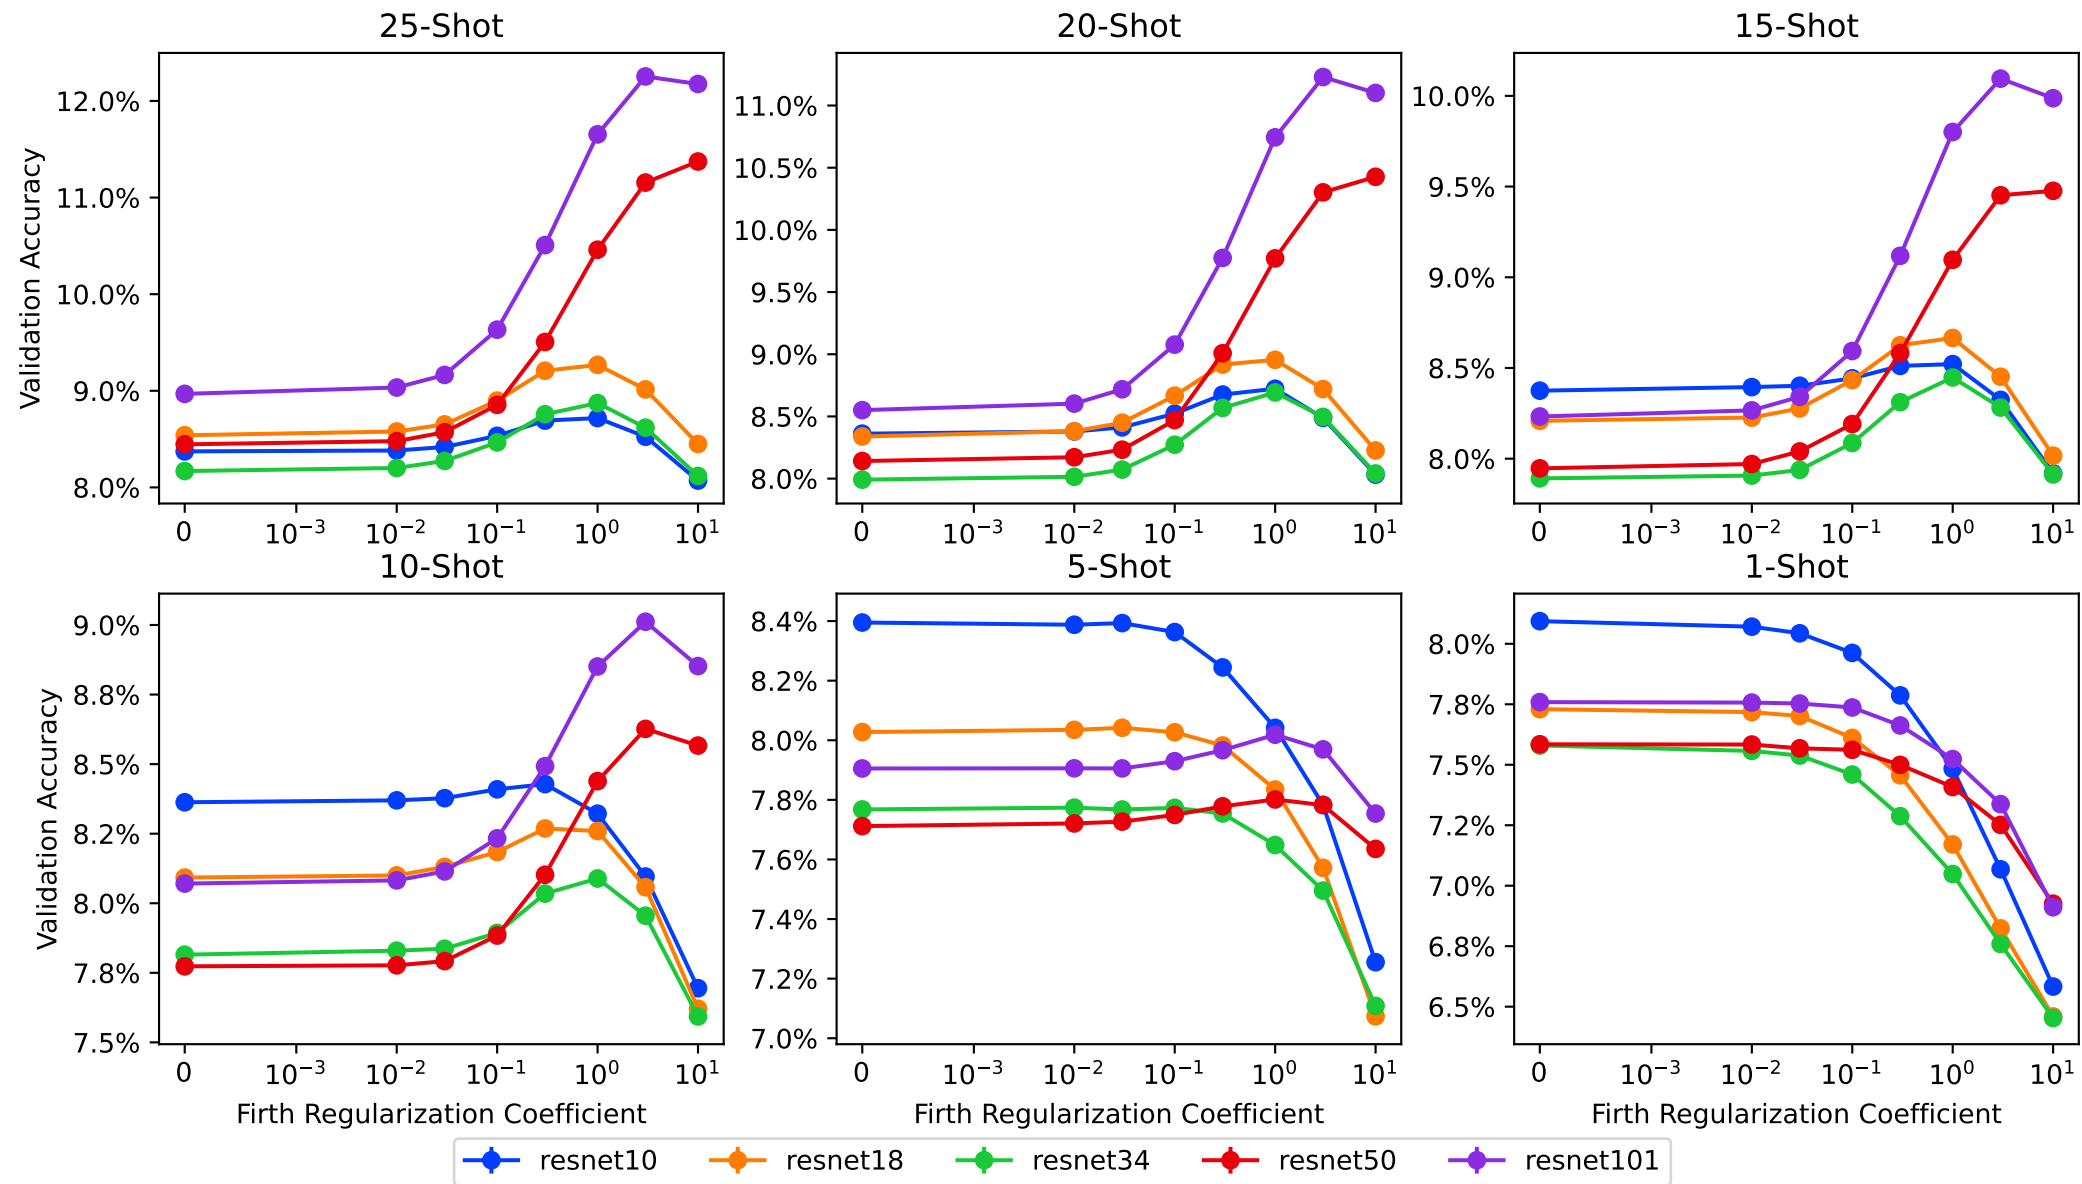 25-Shot
Validation Accuracy
12.0%
11.0%
10.0%
9.0%
8.0%
0 10⁻³ 10⁻² 10⁻¹ 10⁰ 10¹
20-Shot
11.0%
10.5%
10.0%
9.5%
9.0%
8.5%
8.0%
0 10⁻³ 10⁻² 10⁻¹ 10⁰ 10¹
15-Shot
10.0%
9.5%
9.0%
8.5%
8.0%
0 10⁻³ 10⁻² 10⁻¹ 10⁰ 10¹
10-Shot
Validation Accuracy
9.0%
8.8%
8.5%
8.2%
8.0%
7.8%
7.5%
0 10⁻³ 10⁻² 10⁻¹ 10⁰ 10¹
Firth Regularization Coefficient
5-Shot
8.4%
8.2%
8.0%
7.8%
7.6%
7.4%
7.2%
7.0%
0 10⁻³ 10⁻² 10⁻¹ 10⁰ 10¹
Firth Regularization Coefficient
1-Shot
8.0%
7.8%
7.5%
7.2%
7.0%
6.8%
6.5%
0 10⁻³ 10⁻² 10⁻¹ 10⁰ 10¹
Firth Regularization Coefficient
resnet10 resnet18 resnet34 resnet50 resnet101